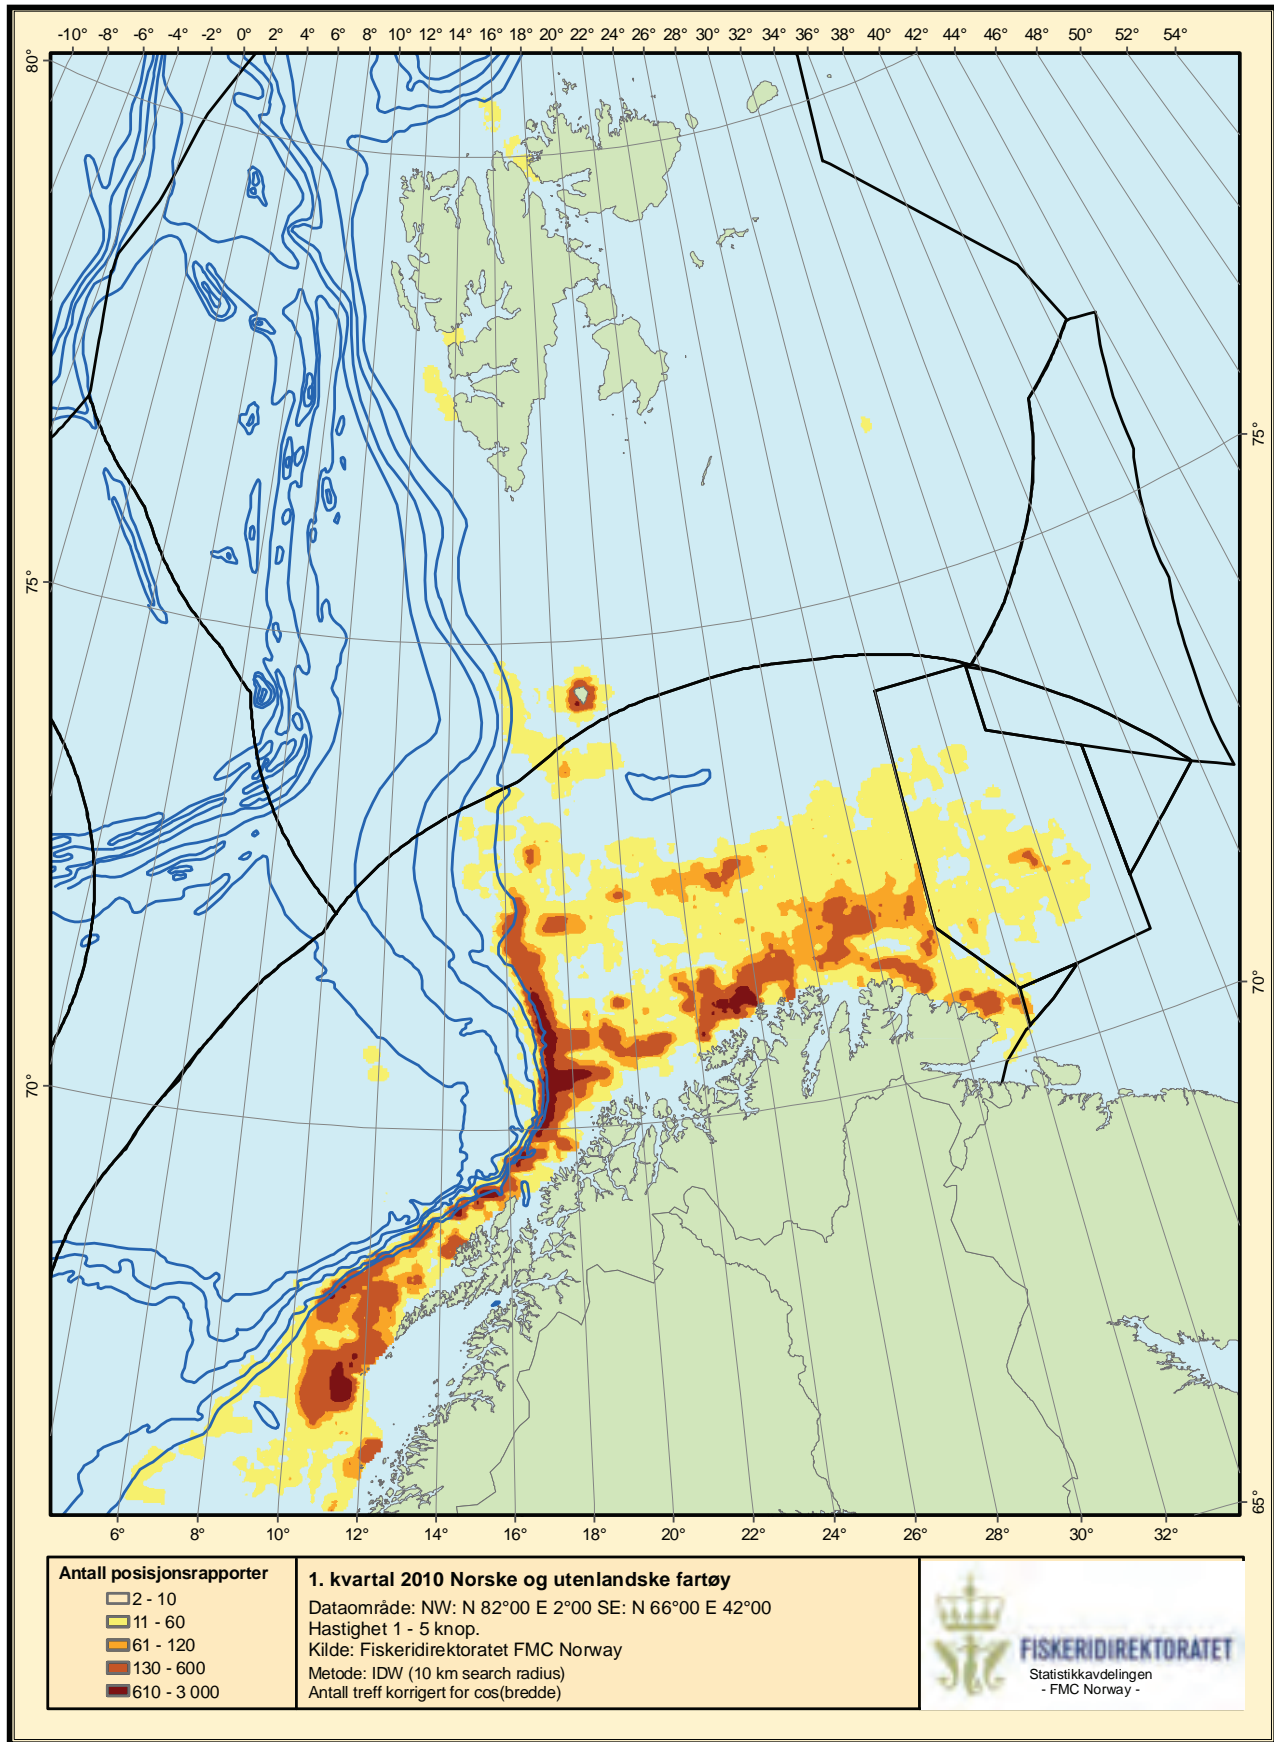 -10° -8° -6° -4° -2° 0° 2° 4° 6° 8° 10° 12° 14° 16° 18° 20° 22° 24° 26° 28° 30° 32° 34° 36° 38° 40° 42° 44° 46° 48° 50° 52° 54°
80°
75°
75°
70°
70°
65°
6° 8° 10° 12° 14° 16° 18° 20° 22° 24° 26° 28° 30° 32°
Antall posisjonsrapporter
2 - 10
11 - 60
61 - 120
130 - 600
610 - 3 000
1. kvartal 2010 Norske og utenlandske fartøy
Dataområde: NW: N 82°00 E 2°00 SE: N 66°00 E 42°00
Hastighet 1 - 5 knop.
Kilde: Fiskeridirektoratet FMC Norway
Metode: IDW (10 km search radius)
Antall treff korrigert for cos(bredde)
FISKERIDIREKTORATET
Statistikkavdelingen
- FMC Norway -